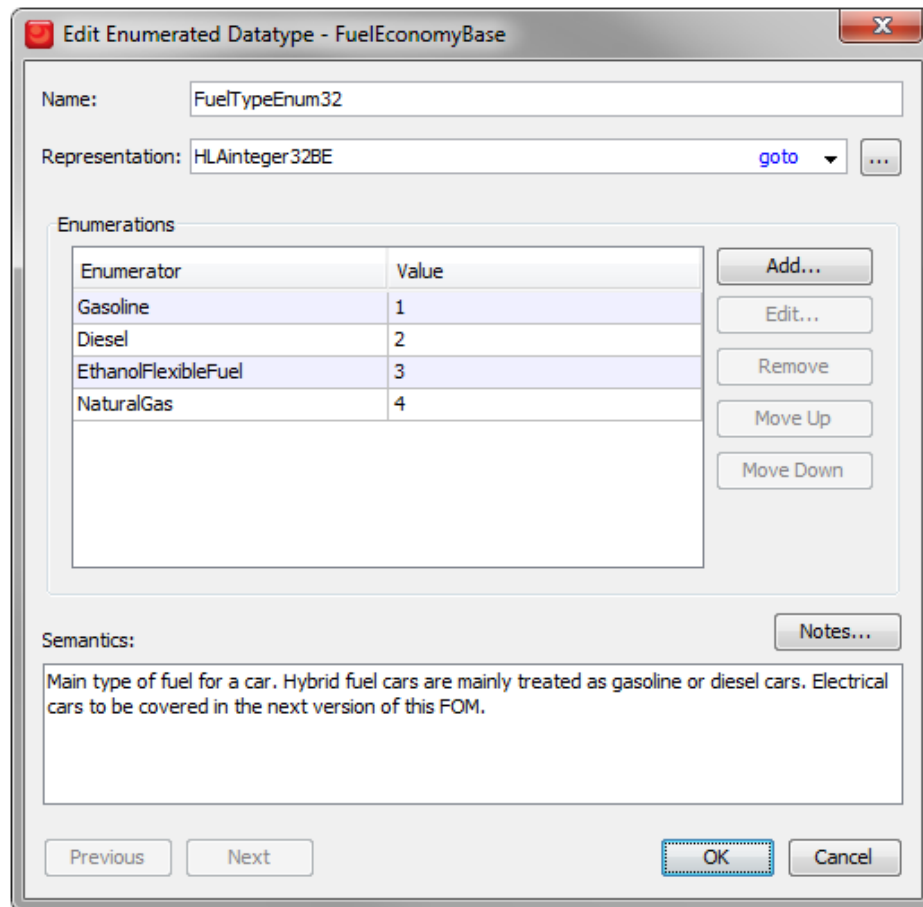 Edit Enumerated Datatype - FuelEconomyBase
Name: FuelTypeEnum32
Representation: HLAinteger32BE goto ...
Enumerations
Enumerator Value Add...
Gasoline 1 Edit...
Diesel 2
EthanolFlexibleFuel 3 Remove
NaturalGas 4 Move Up
Move Down
Notes...
Semantics:
Main type of fuel for a car. Hybrid fuel cars are mainly treated as gasoline or diesel cars. Electrical
cars to be covered in the next version of this FOM.
Previous Next OK Cancel